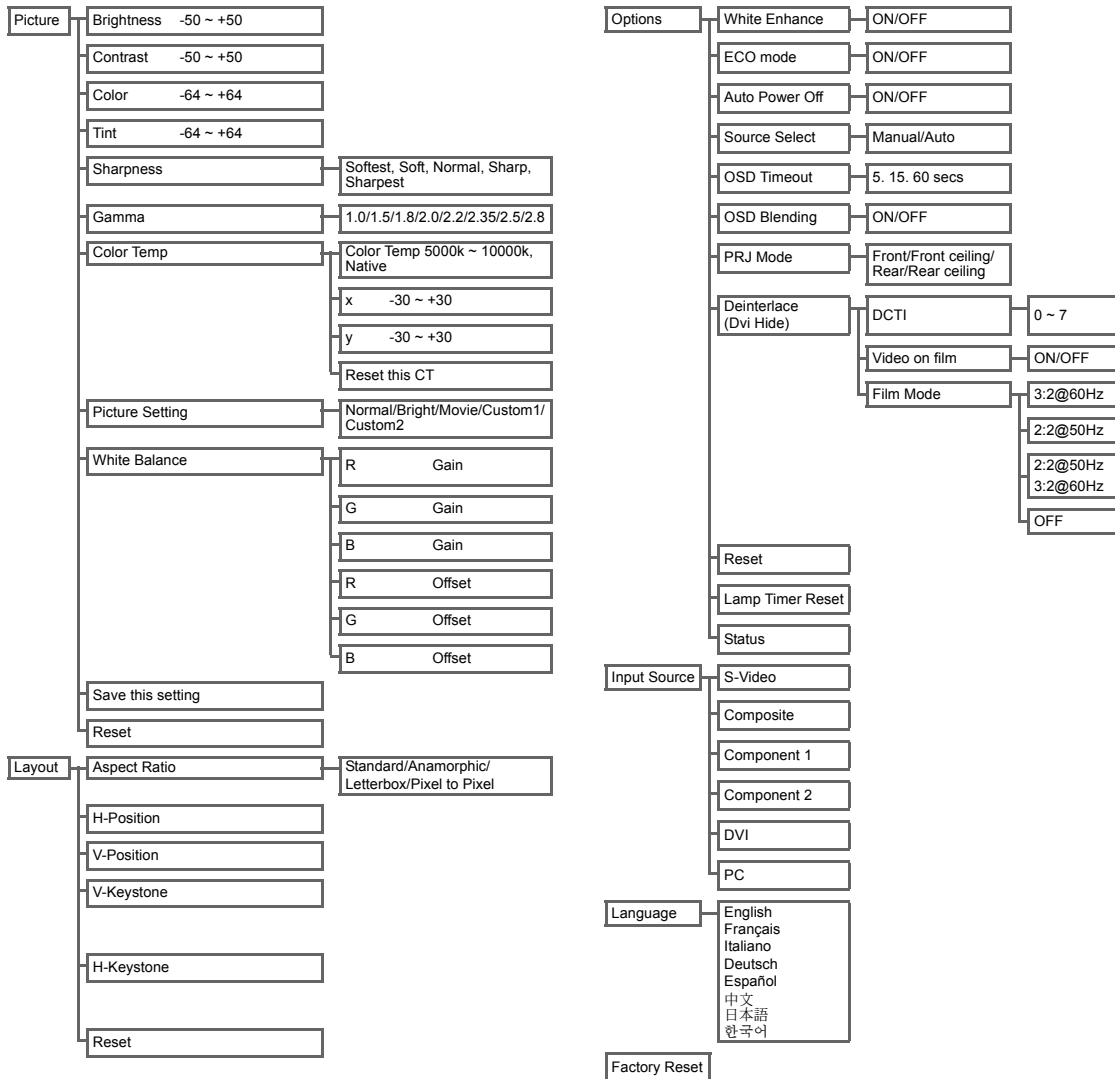 Picture
Brightness -50 ~ +50
Contrast -50 ~ +50
Color -64 ~ +64
Tint -64 ~ +64
Sharpness
Softest, Soft, Normal, Sharp,
Sharpest
Gamma
1.0/1.5/1.8/2.0/2.2/2.35/2.5/2.8
Color Temp
Color Temp 5000k ~ 10000k,
Native
x -30 ~ +30
y -30 ~ +30
Reset this CT
Picture Setting
Normal/Bright/Movie/Custom1/
Custom2
White Balance
R Gain
G Gain
B Gain
R Offset
G Offset
B Offset
Save this setting
Reset
Layout
Aspect Ratio
Standard/Anamorphic/
Letterbox/Pixel to Pixel
H-Position
V-Position
V-Keystone
H-Keystone
Reset
Options
White Enhance
ON/OFF
ECO mode
ON/OFF
Auto Power Off
ON/OFF
Source Select
Manual/Auto
OSD Timeout
5. 15. 60 secs
OSD Blending
ON/OFF
PRJ Mode
Front/Front ceiling/
Rear/Rear ceiling
Deinterlace
(Dvi Hide)
DCTI
0 ~ 7
Video on film
ON/OFF
Film Mode
3:2@60Hz
2:2@50Hz
2:2@50Hz
3:2@60Hz
OFF
Reset
Lamp Timer Reset
Status
Input Source
S-Video
Composite
Component 1
Component 2
DVI
PC
Language
English
Français
Italiano
Deutsch
Español
中文
日本語
한국어
Factory Reset